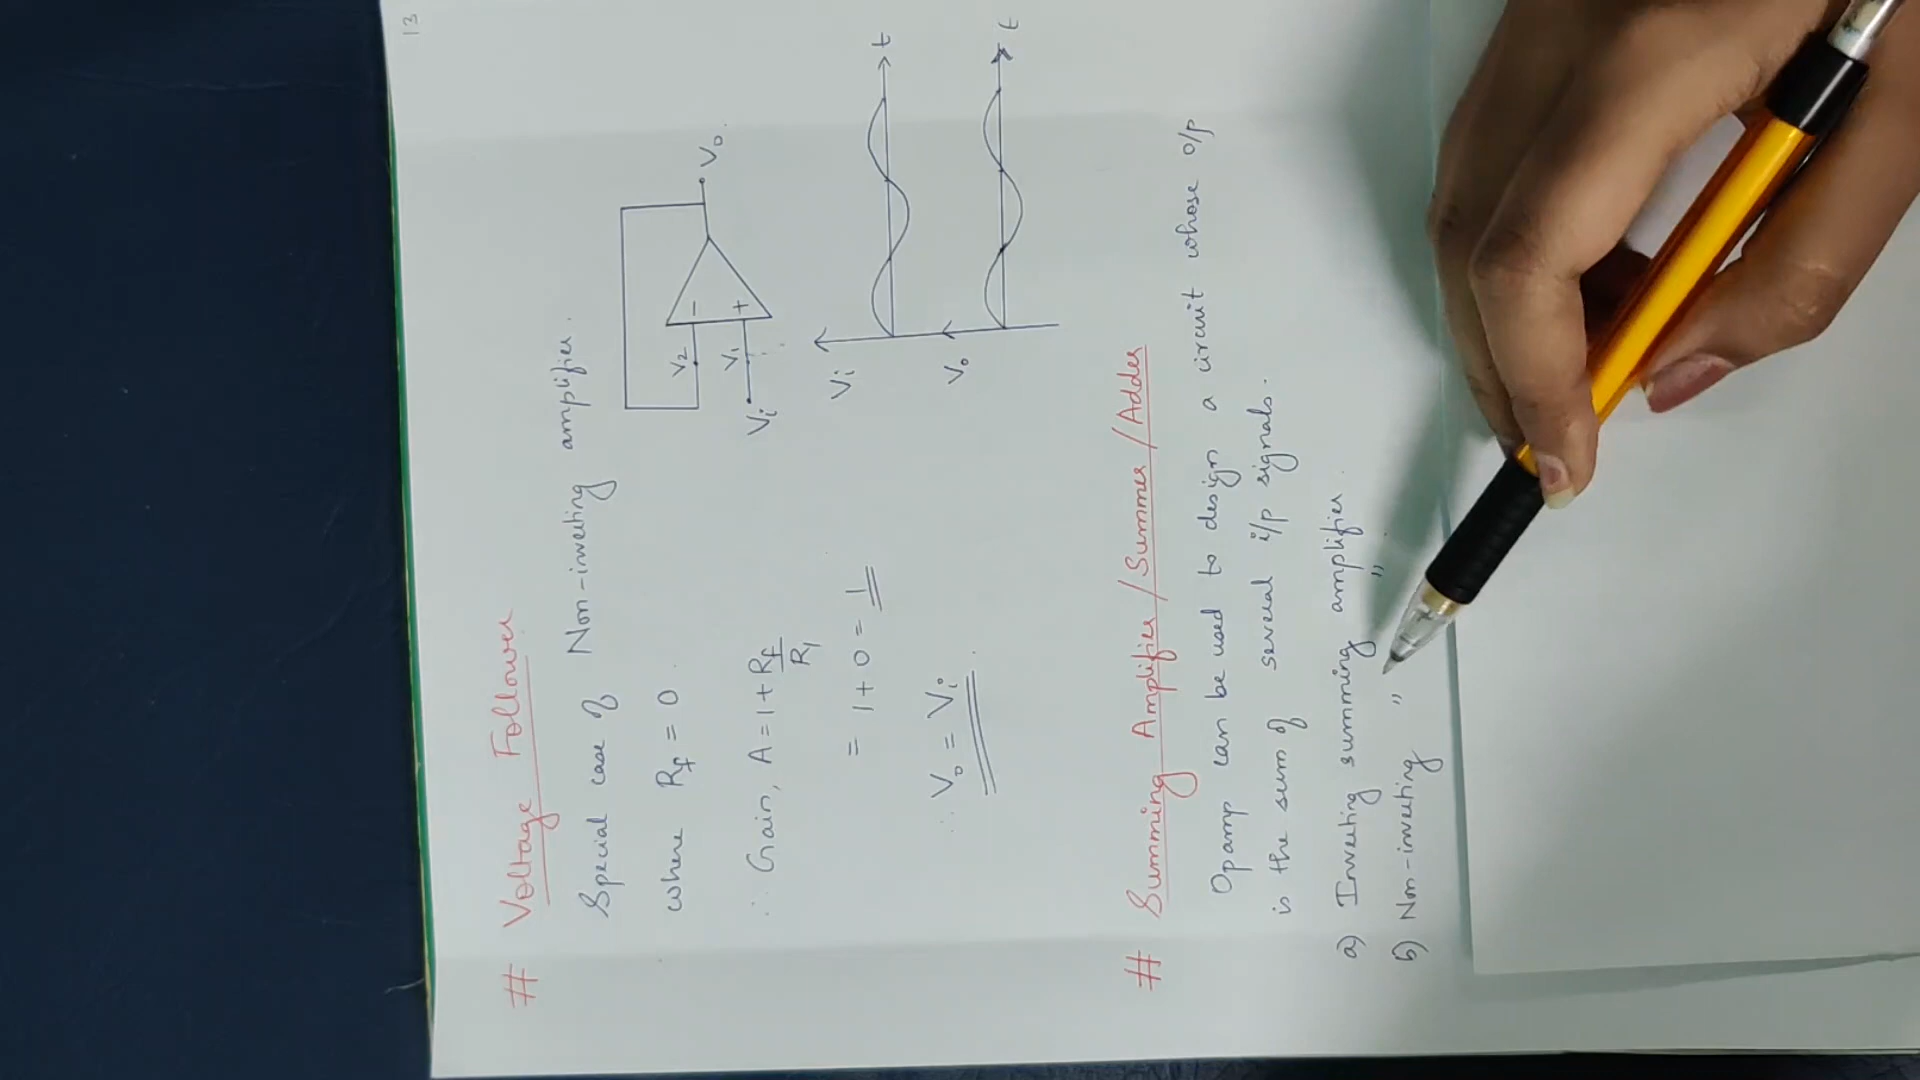 13
# Voltage Follower
Special case of Non-inverting amplifier.
where Rf = 0.
V2
V1
Vi
-
+
Vo.
∴ Gain, A = 1 + Rf/R1
= 1 + 0 = 1
Vi
t
∴ Vo = Vi.
Vo
t
# Summing Amplifier / Summer / Adder
Opamp can be used to design a circuit whose o/p
is the sum of several i/p signals.
a) Inverting summing amplifier.
b) Non-inverting " "